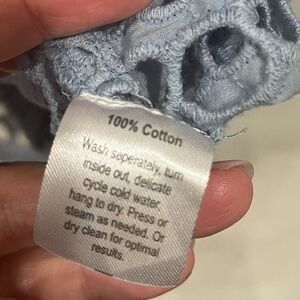 100% Cotton
Wash seperately, turn
inside out, delicate
cycle cold water,
hang to dry. Press or
steam as needed. Or
dry clean for optimal
results.